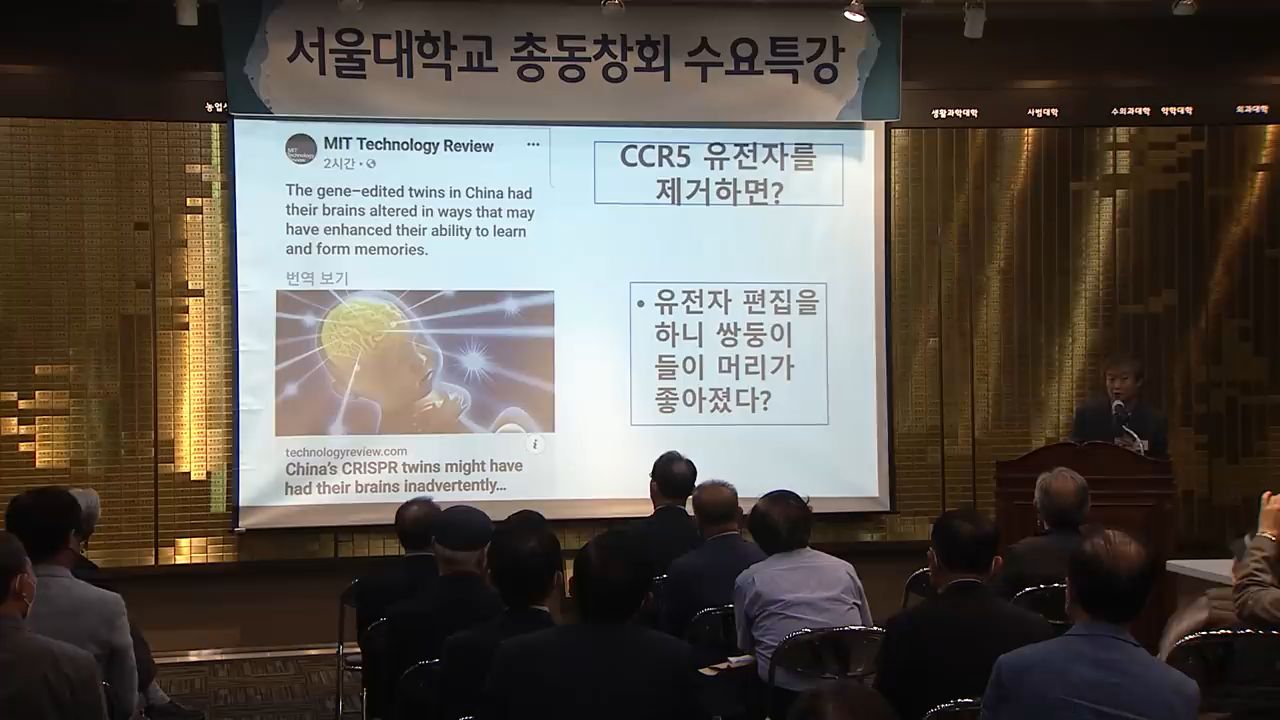 서울대학교 총동창회 수요특강
생활과학대학
사범대학
수의과대학
약학대학
MIT Technology Review
2시간
The gene-edited twins in China had
their brains altered in ways that may
have enhanced their ability to learn
and form memories.
번역 보기
technologyreview.com
China's CRISPR twins might have
had their brains inadvertently...
CCR5 유전자를
제거하면?
• 유전자 편집을
하니 쌍둥이
들이 머리가
좋아졌다?